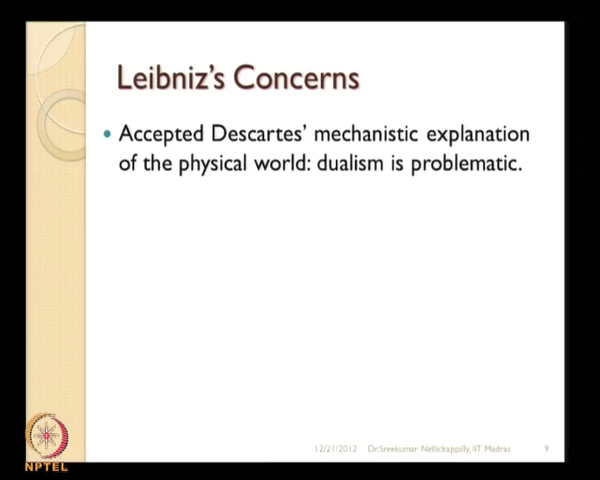 Leibniz's Concerns
• Accepted Descartes' mechanistic explanation
of the physical world: dualism is problematic.
12/21/2012 Dr.Sreekumar Nellickappilly, IIT Madras 9
NPTEL